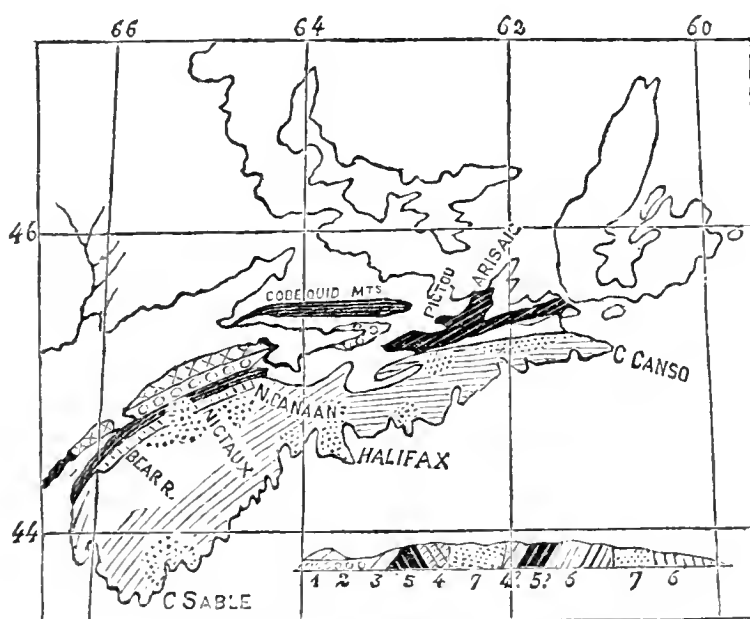 66 64 62 60
46
COBEQUID MTS
PICTOU
ARISAIG
C CANSO
N. CANAAN
NICTAUX
BEAR R.
HALIFAX
44
1 2 3 5 4 7 4? 5? 6 7 6
C SABLE